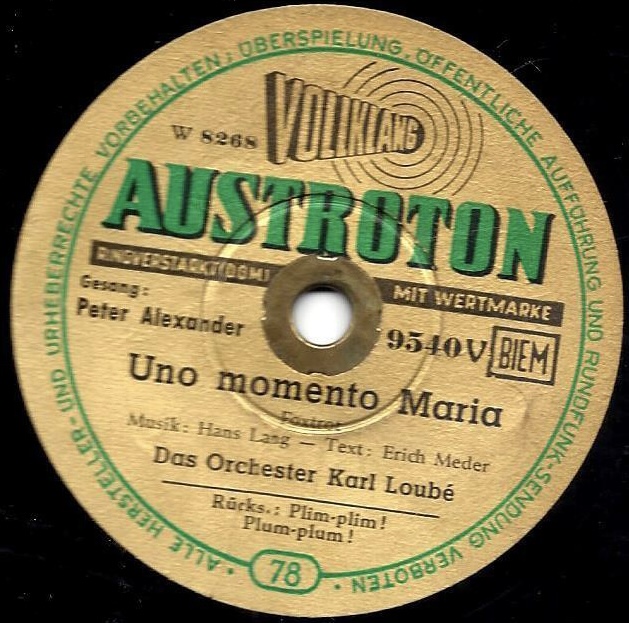 ALLE HERSTELLER- UND URHEBERRECHTE VORBEHALTEN; ÜBERSPIELUNG, ÖFFENTLICHE AUFFÜHRUNG UND RUNDFUNK-SENDUNG VERBOTEN
W 8268
VOLLKLANG
AUSTROTON
RINGVERSTÄRKT (DGM)
MIT WERTMARKE
Gesang:
Peter Alexander
9540V BIEM
Uno momento Maria
Foxtrot
Musik: Hans Lang — Text: Erich Meder
Das Orchester Karl Loubé
Rücks.: Plim-plim!
Plum-plum!
78